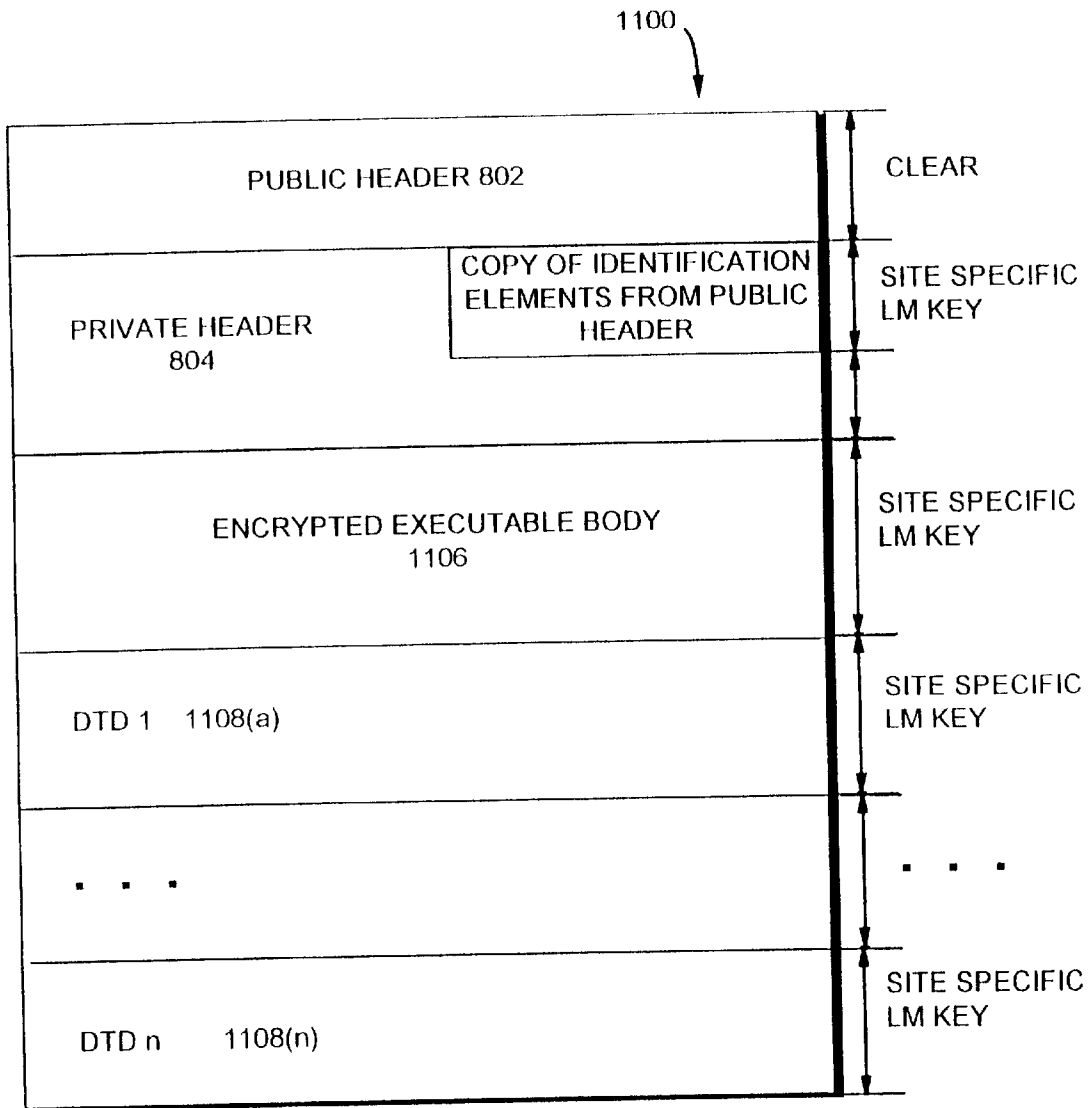 1100
PUBLIC HEADER 802
CLEAR
PRIVATE HEADER
804
COPY OF IDENTIFICATION
ELEMENTS FROM PUBLIC
HEADER
SITE SPECIFIC
LM KEY
ENCRYPTED EXECUTABLE BODY
1106
SITE SPECIFIC
LM KEY
DTD 1 1108(a)
SITE SPECIFIC
LM KEY
. . .
. . .
DTD n 1108(n)
SITE SPECIFIC
LM KEY